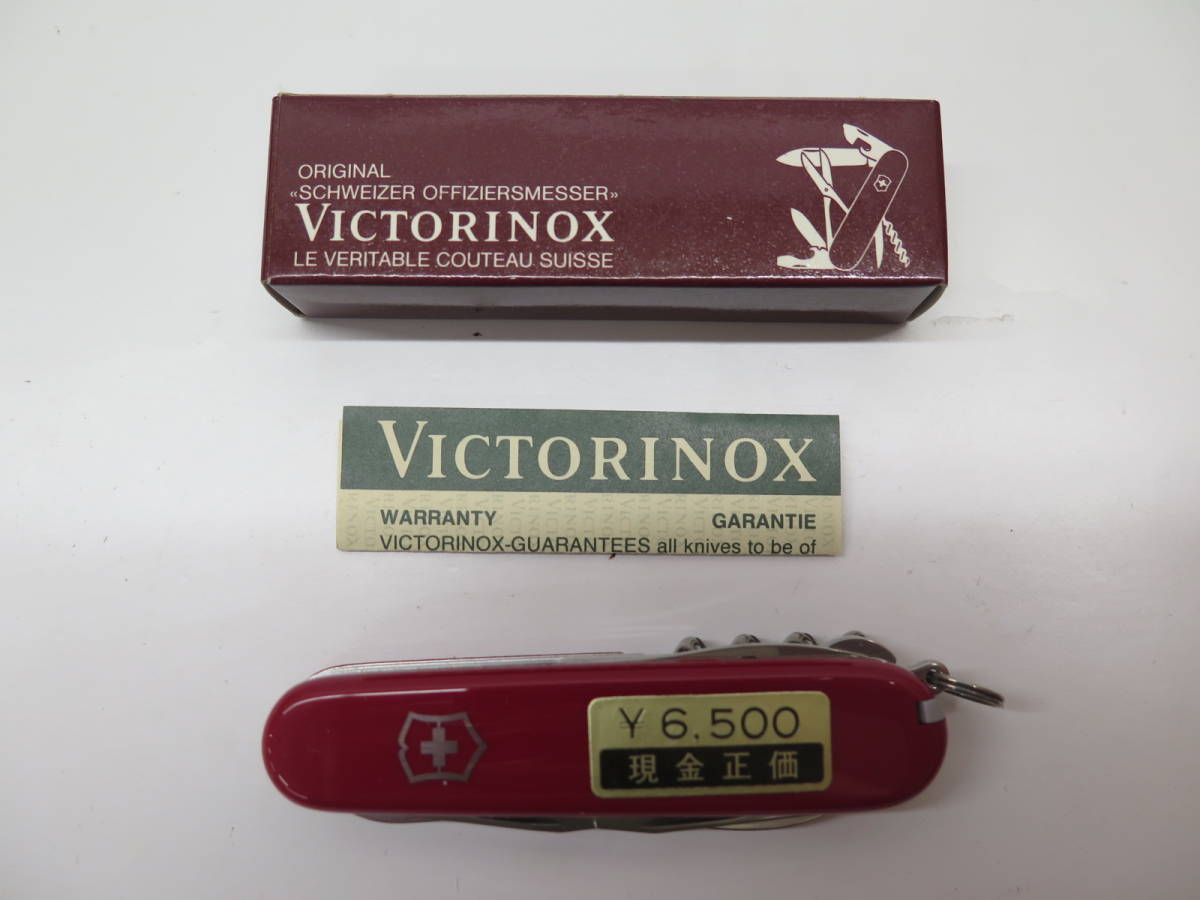 ORIGINAL
«SCHWEIZER OFFIZIERSMESSER»
VICTORINOX
LE VERITABLE COUTEAU SUISSE
VICTORINOX
WARRANTY GARANTIE
VICTORINOX-GUARANTEES all knives to be of
¥ 6,500
現金正価